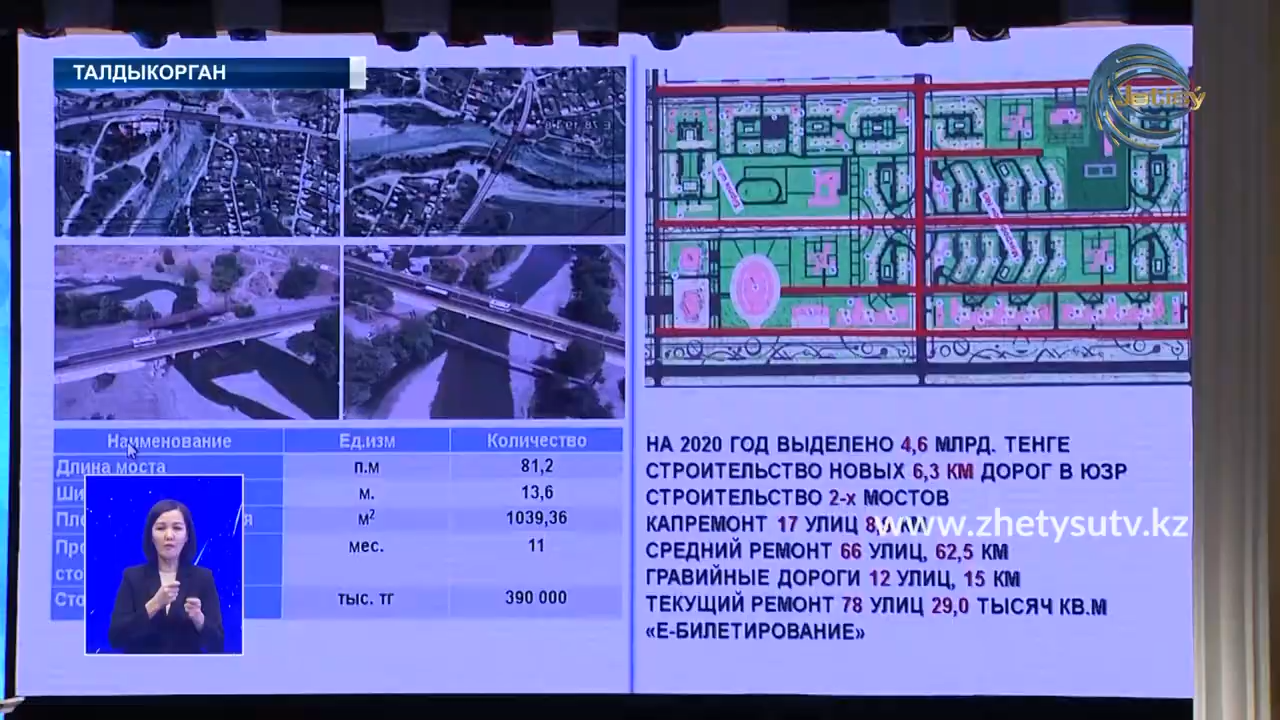 ТАЛДЫКОРГАН
Jetisý
Наименование Ед.изм Количество
Длина моста п.м 81,2
м. 13,6
м² 1039,36
мес. 11
тыс. тг 390 000
НА 2020 ГОД ВЫДЕЛЕНО 4,6 МЛРД. ТЕНГЕ
СТРОИТЕЛЬСТВО НОВЫХ 6,3 КМ ДОРОГ В ЮЗР
СТРОИТЕЛЬСТВО 2-х МОСТОВ
КАПРЕМОНТ 17 УЛИЦ
www.zhetysutv.kz
СРЕДНИЙ РЕМОНТ 66 УЛИЦ, 62,5 КМ
ГРАВИЙНЫЕ ДОРОГИ 12 УЛИЦ, 15 КМ
ТЕКУЩИЙ РЕМОНТ 78 УЛИЦ 29,0 ТЫСЯЧ КВ.М
«Е-БИЛЕТИРОВАНИЕ»